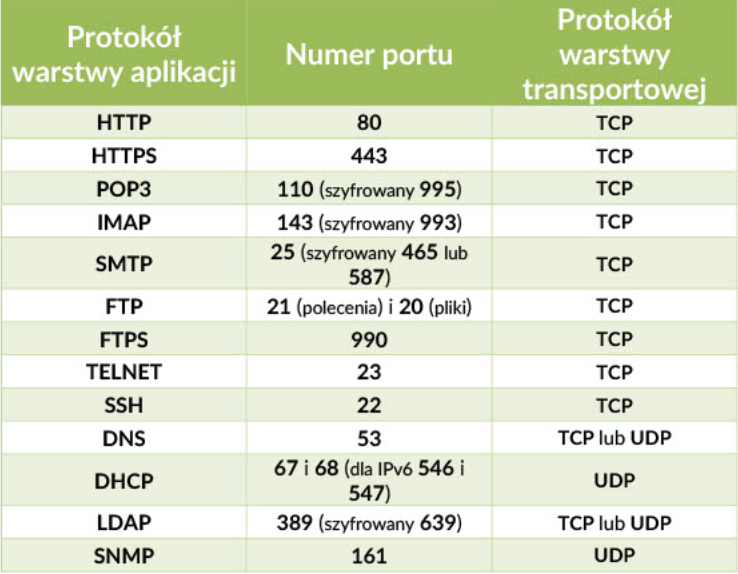 Protokół
warstwy aplikacji
Numer portu
Protokół
warstwy
transportowej
HTTP 80 TCP
HTTPS 443 TCP
POP3 110 (szyfrowany 995) TCP
IMAP 143 (szyfrowany 993) TCP
SMTP 25 (szyfrowany 465 lub
587) TCP
FTP 21 (polecenia) i 20 (pliki) TCP
FTPS 990 TCP
TELNET 23 TCP
SSH 22 TCP
DNS 53 TCP lub UDP
DHCP 67 i 68 (dla IPv6 546 i
547) UDP
LDAP 389 (szyfrowany 639) TCP lub UDP
SNMP 161 UDP